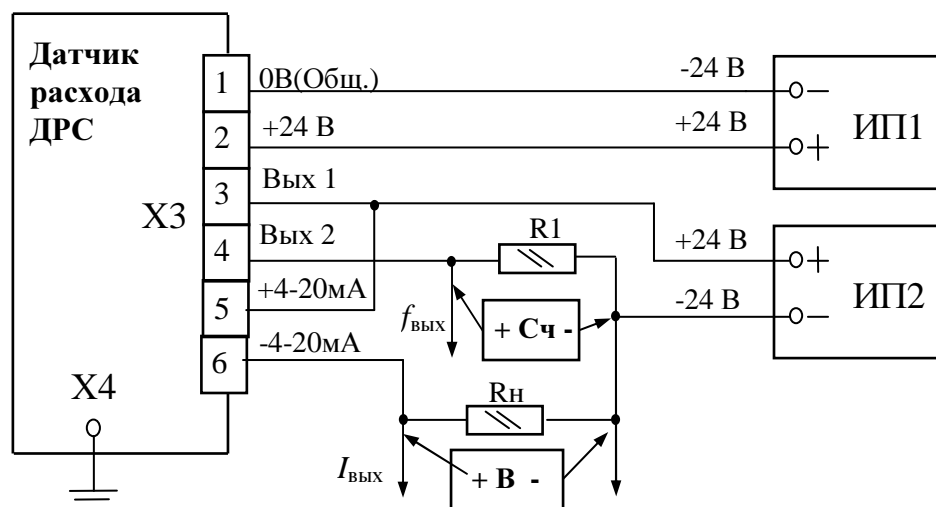 Датчик
расхода
ДРС
X3
X4
1
2
3
4
5
6
0В(Общ.)
+24 В
Вых 1
Вых 2
+4-20мА
-4-20мА
-24 В
+24 В
ИП1
+24 В
-24 В
ИП2
R1
fвых
+ Сч -
Rн
Iвых
+ В -